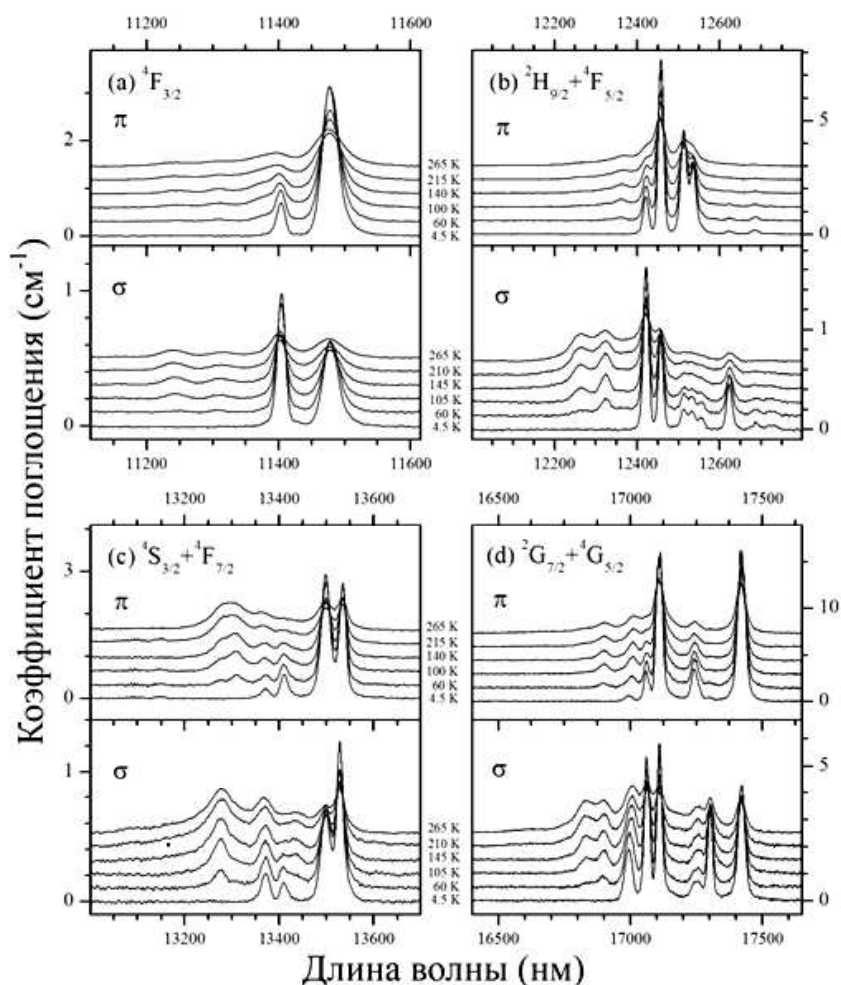 11200 11400 11600
12200 12400 12600
(a) ⁴F₃/₂
π
2
0
265 K
215 K
140 K
100 K
60 K
4.5 K
(b) ²H₉/₂+⁴F₅/₂
π
5
0
σ
1
0
265 K
210 K
145 K
105 K
60 K
4.5 K
σ
1
0
11200 11400 11600
12200 12400 12600
13200 13400 13600
16500 17000 17500
(c) ⁴S₃/₂+⁴F₇/₂
π
3
0
265 K
215 K
140 K
100 K
60 K
4.5 K
(d) ²G₇/₂+⁴G₅/₂
π
10
0
σ
1
0
265 K
210 K
145 K
105 K
60 K
4.5 K
σ
5
0
13200 13400 13600
16500 17000 17500
Коэффициент поглощения (см⁻¹)
Длина волны (нм)